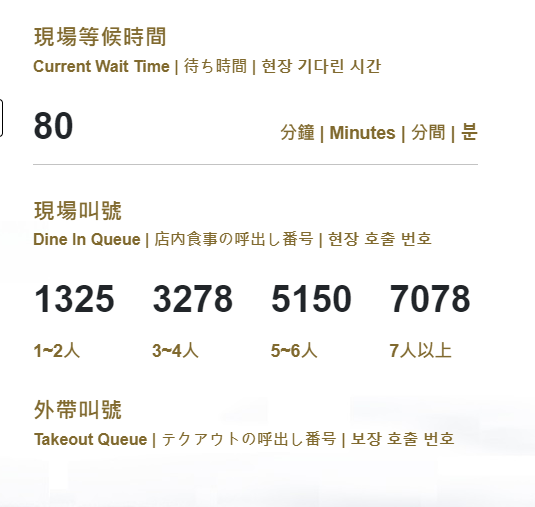 現場等候時間
Current Wait Time | 待ち時間 | 현장 기다린 시간
80 分鐘 | Minutes | 分間 | 분
現場叫號
Dine In Queue | 店内食事の呼出し番号 | 현장 호출 번호
1325 3278 5150 7078
1~2人 3~4人 5~6人 7人以上
外帶叫號
Takeout Queue | テクアウトの呼出し番号 | 보장 호출 번호